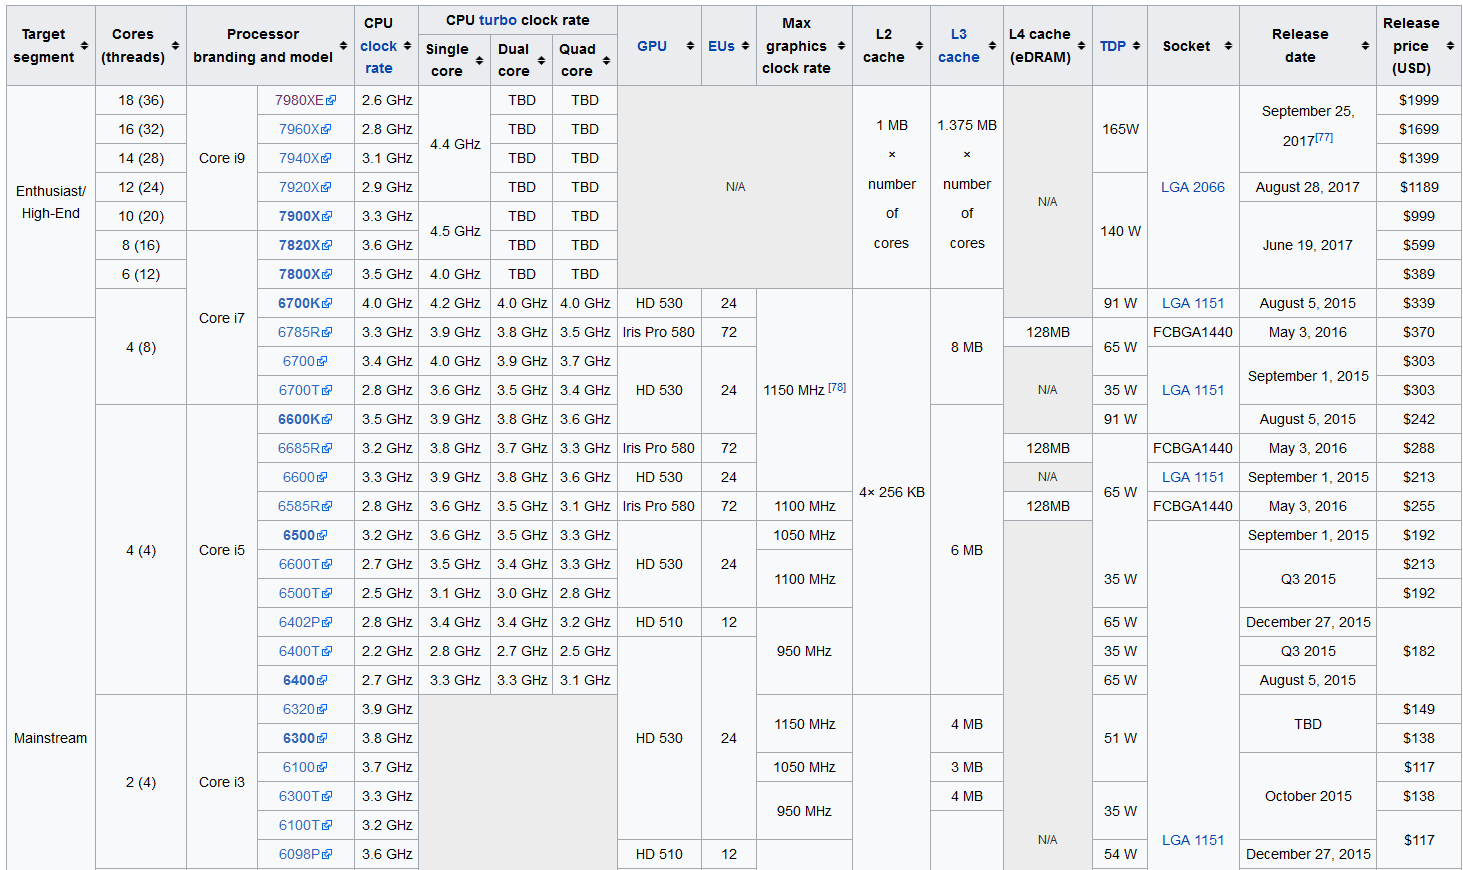 Target segment Cores (threads) Processor branding and model CPU clock rate CPU turbo clock rate GPU EUs Max graphics clock rate L2 cache L3 cache L4 cache (eDRAM) TDP Socket Release date Release price (USD)
Single core Dual core Quad core
Enthusiast/ High-End 18 (36) Core i9 7980XE 2.6 GHz 4.4 GHz TBD TBD N/A 1 MB × number of cores 1.375 MB × number of cores N/A 165W LGA 2066 September 25, 2017[77] $1999
16 (32) 7960X 2.8 GHz TBD TBD $1699
14 (28) 7940X 3.1 GHz TBD TBD $1399
12 (24) 7920X 2.9 GHz TBD TBD 140 W August 28, 2017 $1189
10 (20) 7900X 3.3 GHz 4.5 GHz TBD TBD June 19, 2017 $999
8 (16) Core i7 7820X 3.6 GHz TBD TBD $599
6 (12) 7800X 3.5 GHz 4.0 GHz TBD TBD $389
4 (8) 6700K 4.0 GHz 4.2 GHz 4.0 GHz 4.0 GHz HD 530 24 1150 MHz [78] 4× 256 KB 8 MB 91 W LGA 1151 August 5, 2015 $339
Mainstream 6785R 3.3 GHz 3.9 GHz 3.8 GHz 3.5 GHz Iris Pro 580 72 128MB 65 W FCBGA1440 May 3, 2016 $370
6700 3.4 GHz 4.0 GHz 3.9 GHz 3.7 GHz HD 530 24 N/A LGA 1151 September 1, 2015 $303
6700T 2.8 GHz 3.6 GHz 3.5 GHz 3.4 GHz 35 W $303
4 (4) Core i5 6600K 3.5 GHz 3.9 GHz 3.8 GHz 3.6 GHz 6 MB 91 W August 5, 2015 $242
6685R 3.2 GHz 3.8 GHz 3.7 GHz 3.3 GHz Iris Pro 580 72 128MB 65 W FCBGA1440 May 3, 2016 $288
6600 3.3 GHz 3.9 GHz 3.8 GHz 3.6 GHz HD 530 24 N/A LGA 1151 September 1, 2015 $213
6585R 2.8 GHz 3.6 GHz 3.5 GHz 3.1 GHz Iris Pro 580 72 1100 MHz 128MB FCBGA1440 May 3, 2016 $255
6500 3.2 GHz 3.6 GHz 3.5 GHz 3.3 GHz HD 530 24 1050 MHz N/A LGA 1151 September 1, 2015 $192
6600T 2.7 GHz 3.5 GHz 3.4 GHz 3.3 GHz 1100 MHz 35 W Q3 2015 $213
6500T 2.5 GHz 3.1 GHz 3.0 GHz 2.8 GHz $192
6402P 2.8 GHz 3.4 GHz 3.4 GHz 3.2 GHz HD 510 12 950 MHz 65 W December 27, 2015 $182
6400T 2.2 GHz 2.8 GHz 2.7 GHz 2.5 GHz HD 530 24 35 W Q3 2015
6400 2.7 GHz 3.3 GHz 3.3 GHz 3.1 GHz 65 W August 5, 2015
2 (4) Core i3 6320 3.9 GHz 1150 MHz 4 MB 51 W TBD $149
6300 3.8 GHz $138
6100 3.7 GHz 1050 MHz 3 MB October 2015 $117
6300T 3.3 GHz 950 MHz 4 MB 35 W $138
6100T 3.2 GHz $117
6098P 3.6 GHz HD 510 12 54 W December 27, 2015